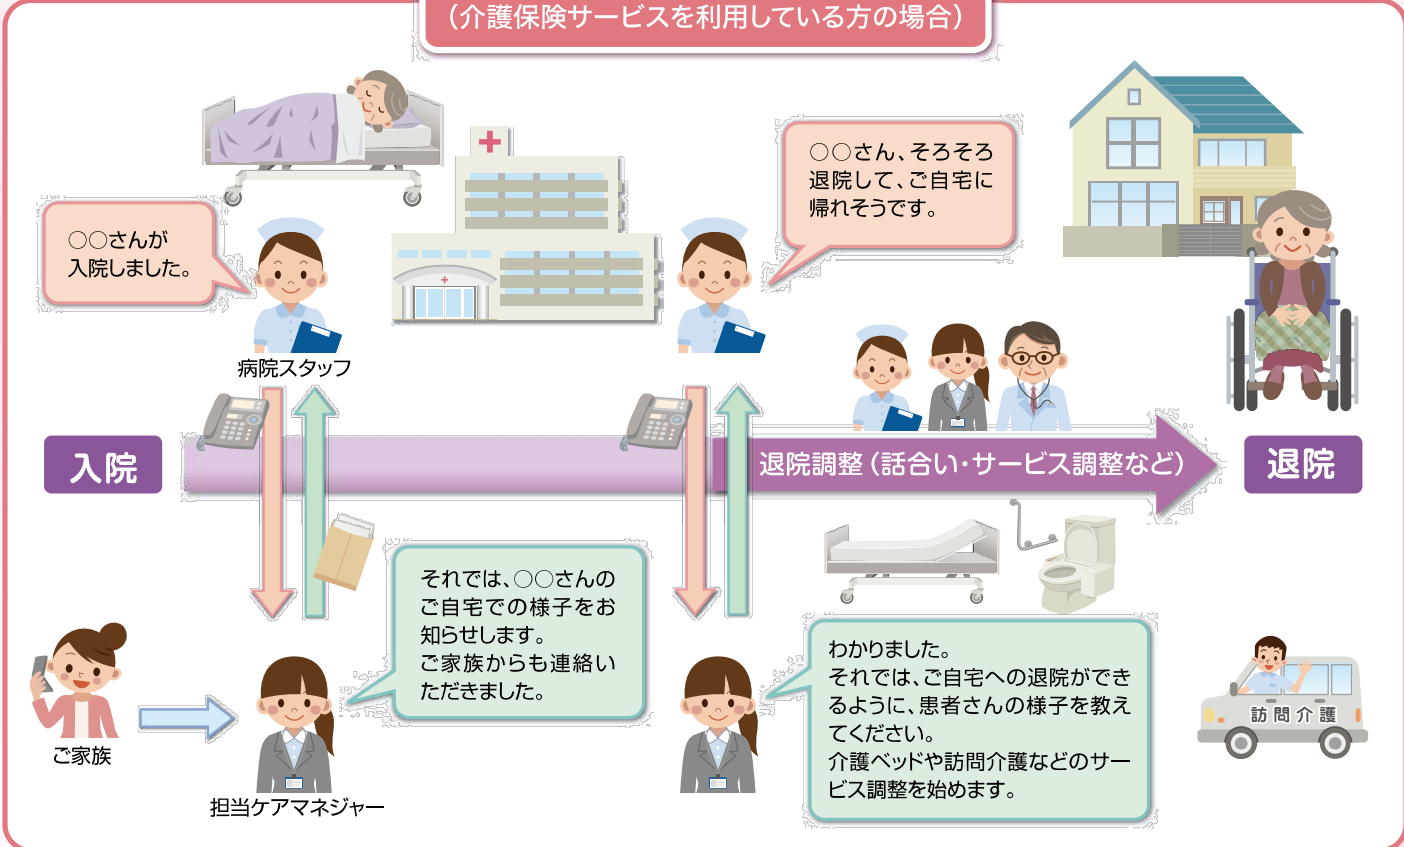 （介護保険サービスを利用している方の場合）
○○さん、そろそろ
退院して、ご自宅に
帰れそうです。
○○さんが
入院しました。
病院スタッフ
入院
退院調整（話合い・サービス調整など）
退院
それでは、○○さんの
ご自宅での様子をお
知らせします。
ご家族からも連絡い
ただきました。
わかりました。
それでは、ご自宅への退院ができ
るように、患者さんの様子を教え
てください。
介護ベッドや訪問介護などのサー
ビス調整を始めます。
訪問介護
ご家族
担当ケアマネジャー